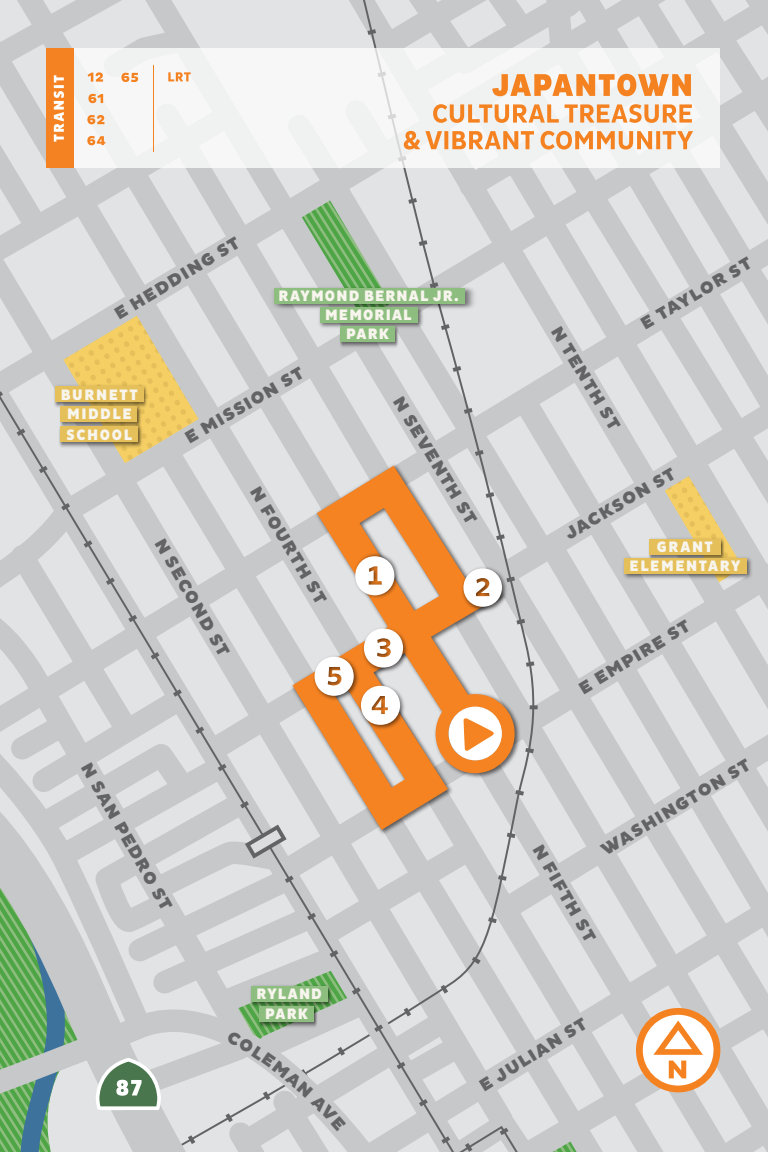 TRANSIT
12 65 LRT
61
62
64
JAPANTOWN
CULTURAL TREASURE
& VIBRANT COMMUNITY
E HEDDING ST
RAYMOND BERNAL JR.
MEMORIAL
PARK
E TAYLOR ST
N TENTH ST
BURNETT
MIDDLE
SCHOOL
E MISSION ST
N SEVENTH ST
N FOURTH ST
JACKSON ST
GRANT
ELEMENTARY
N SECOND ST
1
2
3
5
4
E EMPIRE ST
N SAN PEDRO ST
WASHINGTON ST
N FIFTH ST
RYLAND
PARK
COLEMAN AVE
E JULIAN ST
N
87